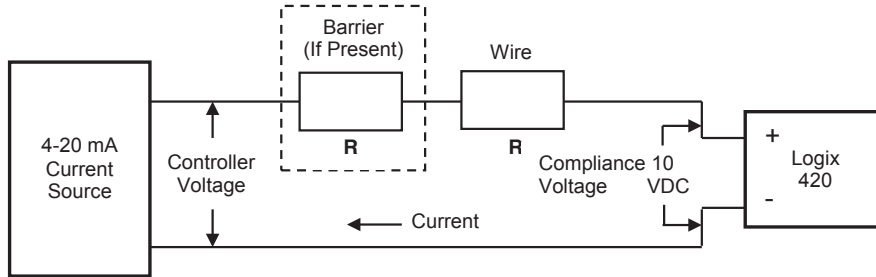 Barrier
(If Present)
Wire
R
R
4-20 mA
Current
Source
Controller
Voltage
Compliance 10
Voltage VDC
Current
+
-
Logix
420